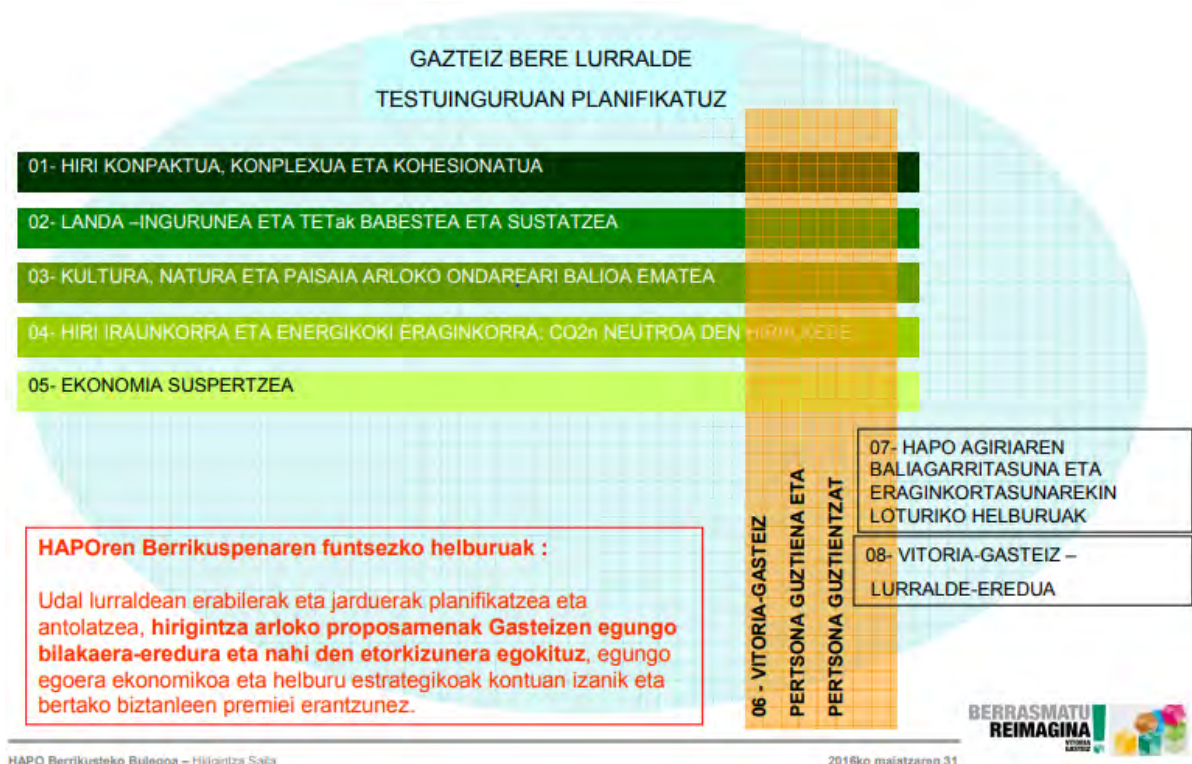 GAZTEIZ BERE LURRALDE
TESTUINGURUAN PLANIFIKATUZ
01- HIRI KONPAKTUA, KONPLEXUA ETA KOHESIONATUA
02- LANDA –INGURUNEA ETA TETak BABESTEA ETA SUSTATZEA
03- KULTURA, NATURA ETA PAISAIA ARLOKO ONDAREARI BALIOA EMATEA
04- HIRI IRAUNKORRA ETA ENERGIKOKI ERAGINKORRA: CO2n NEUTROA DEN
05- EKONOMIA SUSPERTZEA
06 - VITORIA-GASTEIZ
PERTSONA GUZTIENA ETA
PERTSONA GUZTIENTZAT
07- HAPO AGIRIAREN
BALIAGARRITASUNA ETA
ERAGINKORTASUNAREKIN
LOTURIKO HELBURUAK
08- VITORIA-GASTEIZ –
LURRALDE-EREDUA
HAPOren Berrikuspenaren funtsezko helburuak :
Udal lurraldean erabilerak eta jarduerak planifikatzea eta
antolatzea, hirigintza arloko proposamenak Gasteizen egungo
bilakaera-eredura eta nahi den etorkizunera egokituz, egungo
egoera ekonomikoa eta helburu estrategikoak kontuan izanik eta
bertako biztanleen premiei erantzunez.
BERRASMATU
REIMAGINA
VITORIA
GASTEIZ
HAPO Berrikusteko Bulegoa – Hirigintza Saila
2016ko maiatzaren 31